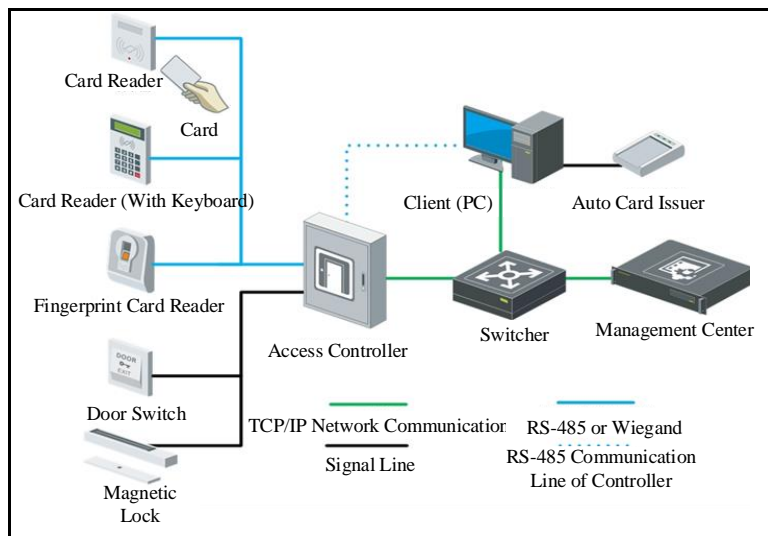 Card Reader
Card
Card Reader (With Keyboard)
Client (PC)
Auto Card Issuer
Fingerprint Card Reader
Access Controller
Switcher
Management Center
DOOR
EXIT
Door Switch
TCP/IP Network Communication
RS-485 or Wiegand
Signal Line
RS-485 Communication
Line of Controller
Magnetic
Lock